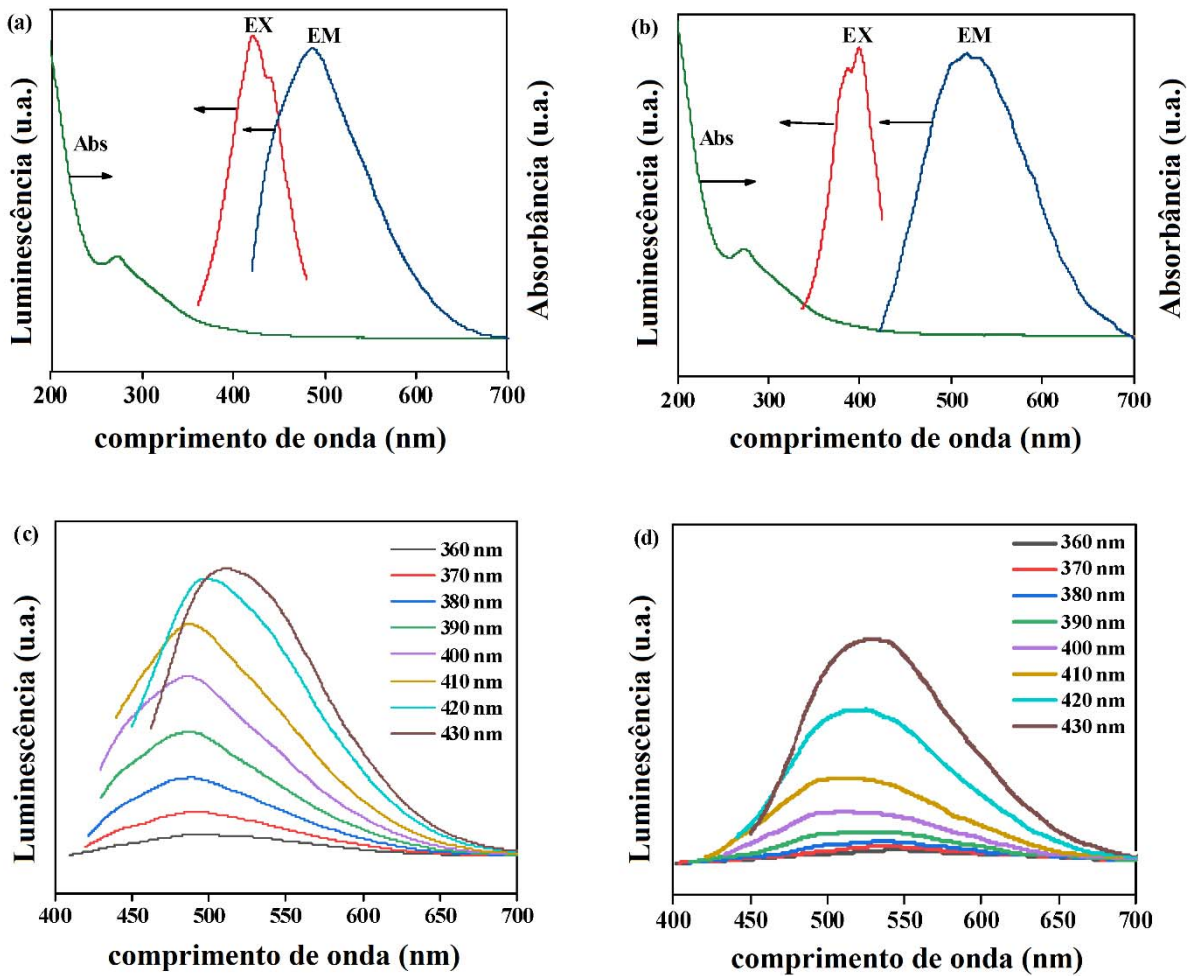 (a)
EX
EM
Abs
Luminescência (u.a.)
Absorbância (u.a.)
200 300 400 500 600 700
comprimento de onda (nm)
(b)
EX
EM
Abs
Luminescência (u.a.)
Absorbância (u.a.)
200 300 400 500 600 700
comprimento de onda (nm)
(c)
360 nm
370 nm
380 nm
390 nm
400 nm
410 nm
420 nm
430 nm
Luminescência (u.a.)
400 450 500 550 600 650 700
comprimento de onda (nm)
(d)
360 nm
370 nm
380 nm
390 nm
400 nm
410 nm
420 nm
430 nm
Luminescência (u.a.)
400 450 500 550 600 650 700
comprimento de onda (nm)